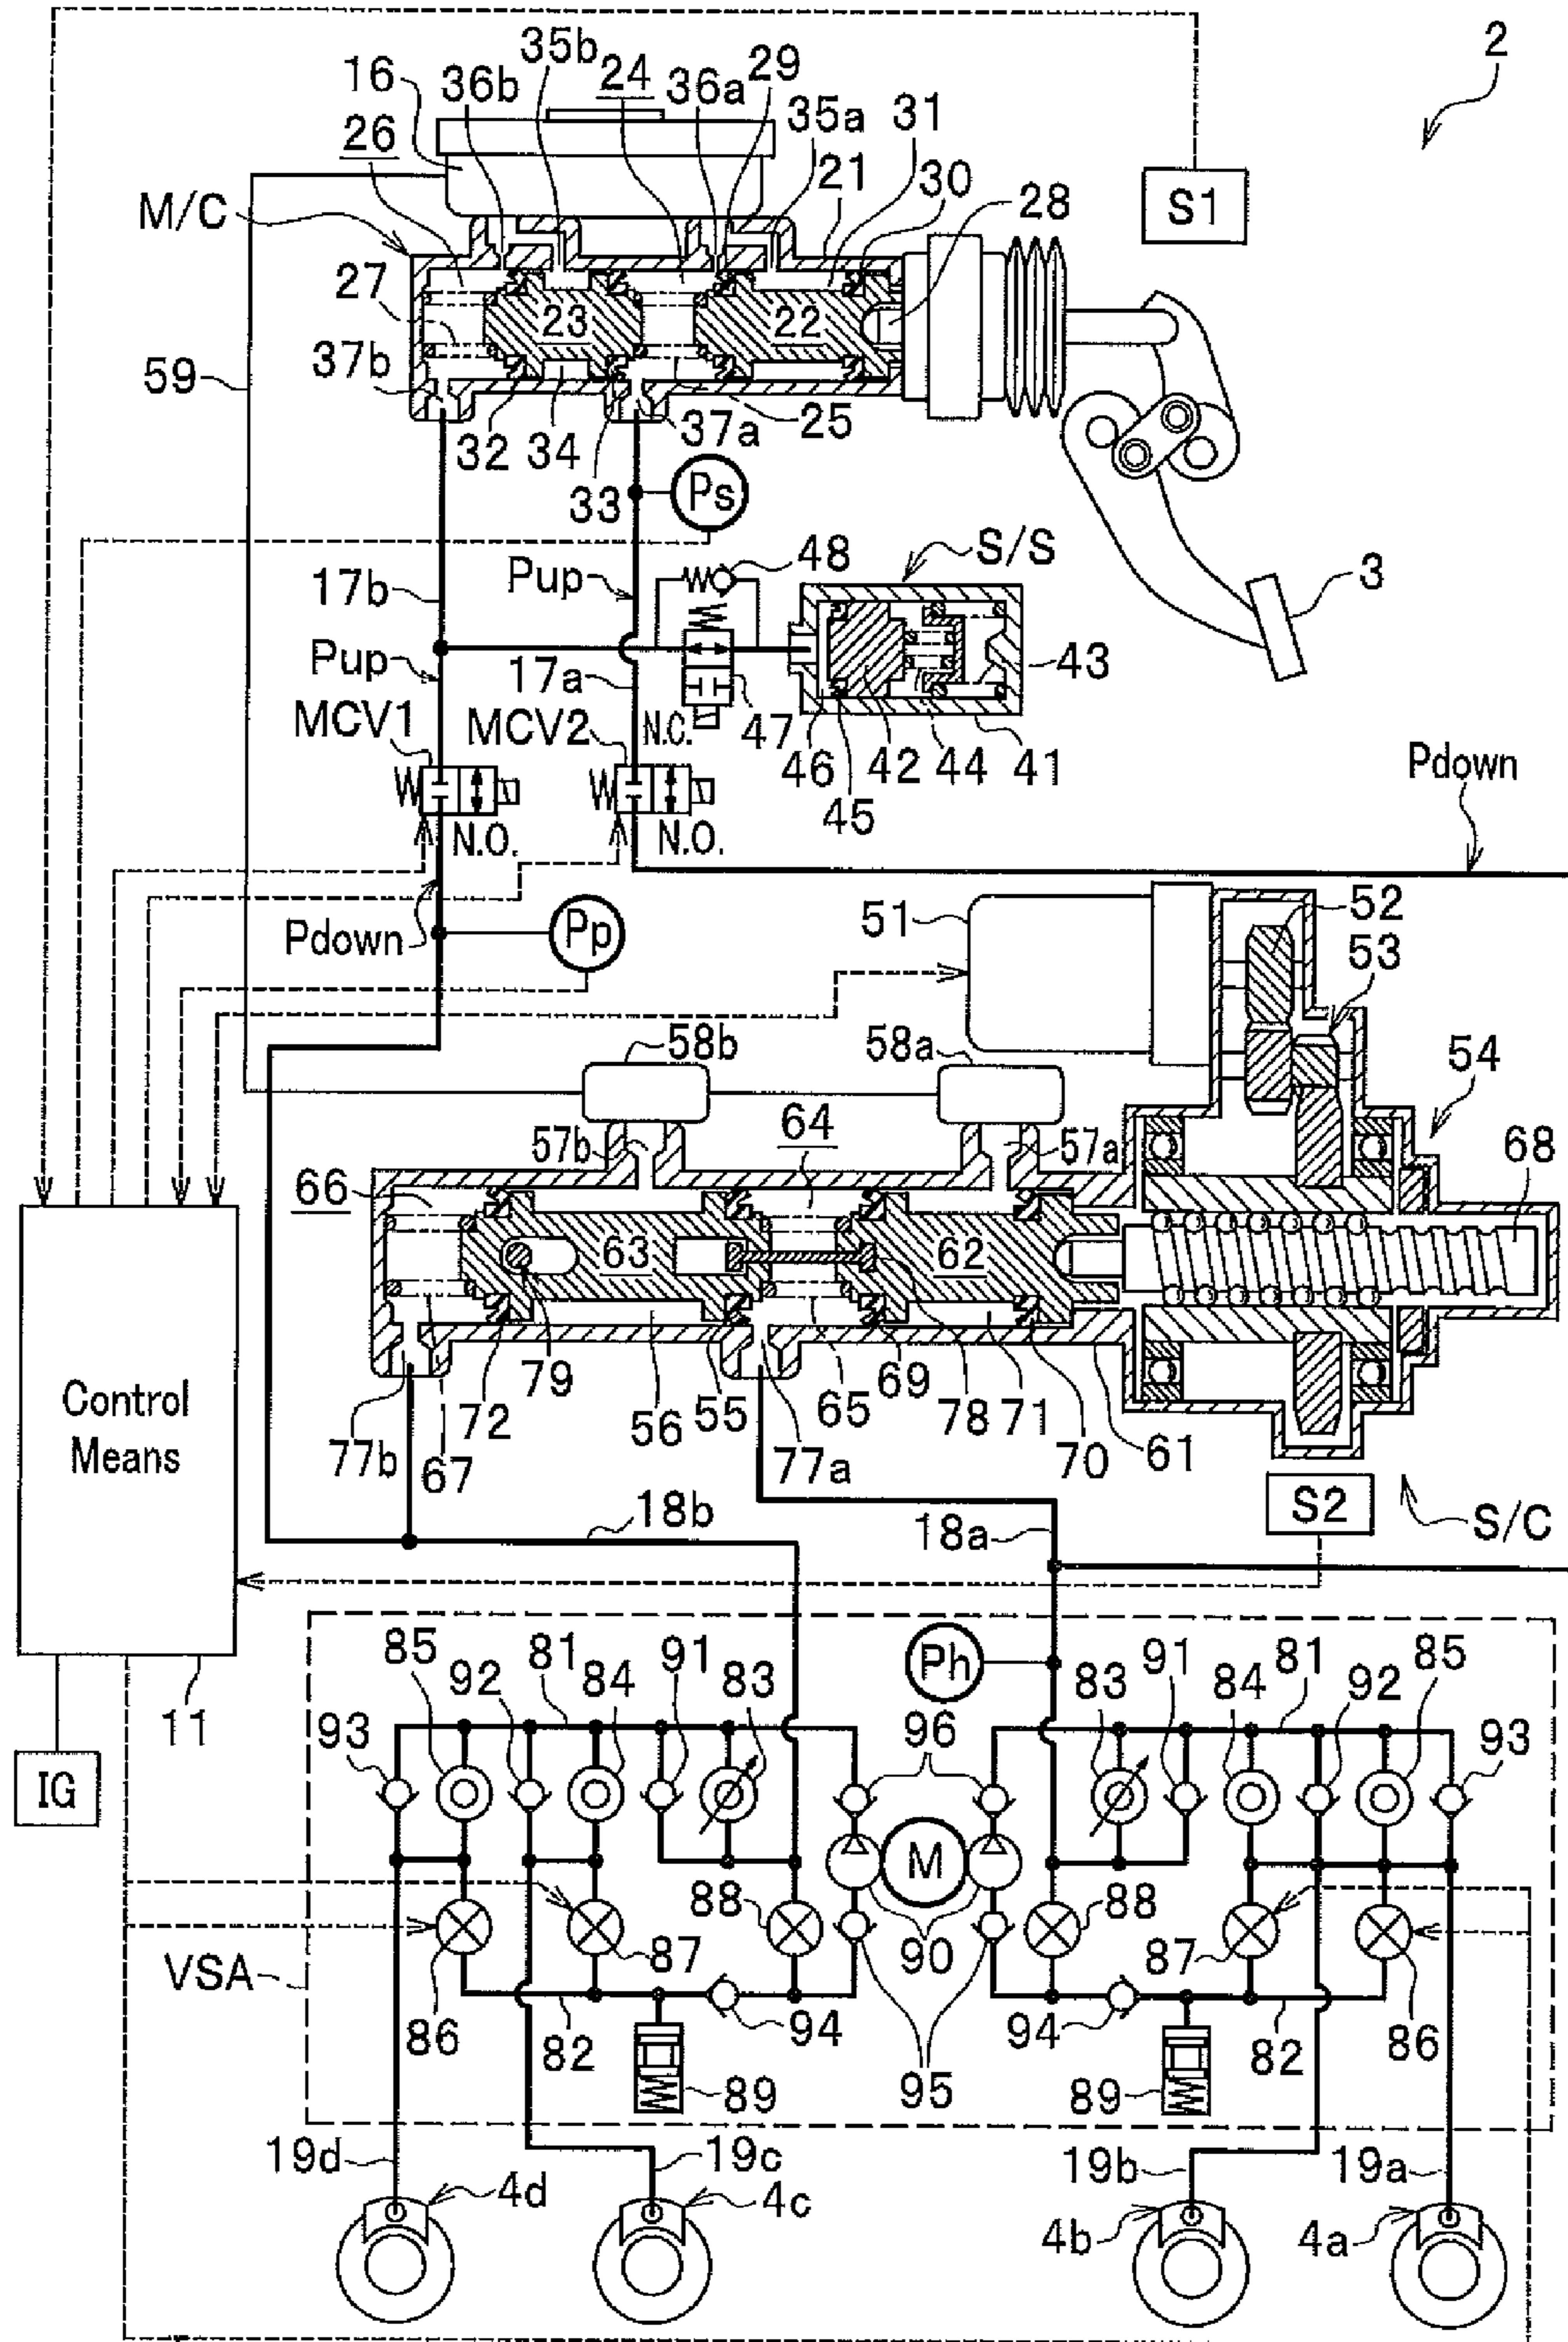 2
35b
16
24
29
36b
36a
35a
31
26
21
30
28
S1
M/C
27
23
22
59
37b
32
34
33
37a
25
Ps
S/S
48
3
Pup
17b
Pup
17a
43
MCV1
MCV2
N.C.
47
46
42
44
41
45
Pdown
N.O.
N.O.
51
52
Pdown
Pp
53
58b
58a
54
64
57b
57a
68
66
63
62
79
69
72
56
55
65
78
71
70
61
77b
67
77a
Control
Means
18b
18a
S2
S/C
85
92
81
84
91
83
Ph
83
91
84
81
92
85
11
93
96
93
IG
M
88
88
VSA
87
90
87
86
82
94
94
82
86
89
95
89
19d
19c
19b
19a
4d
4c
4b
4a